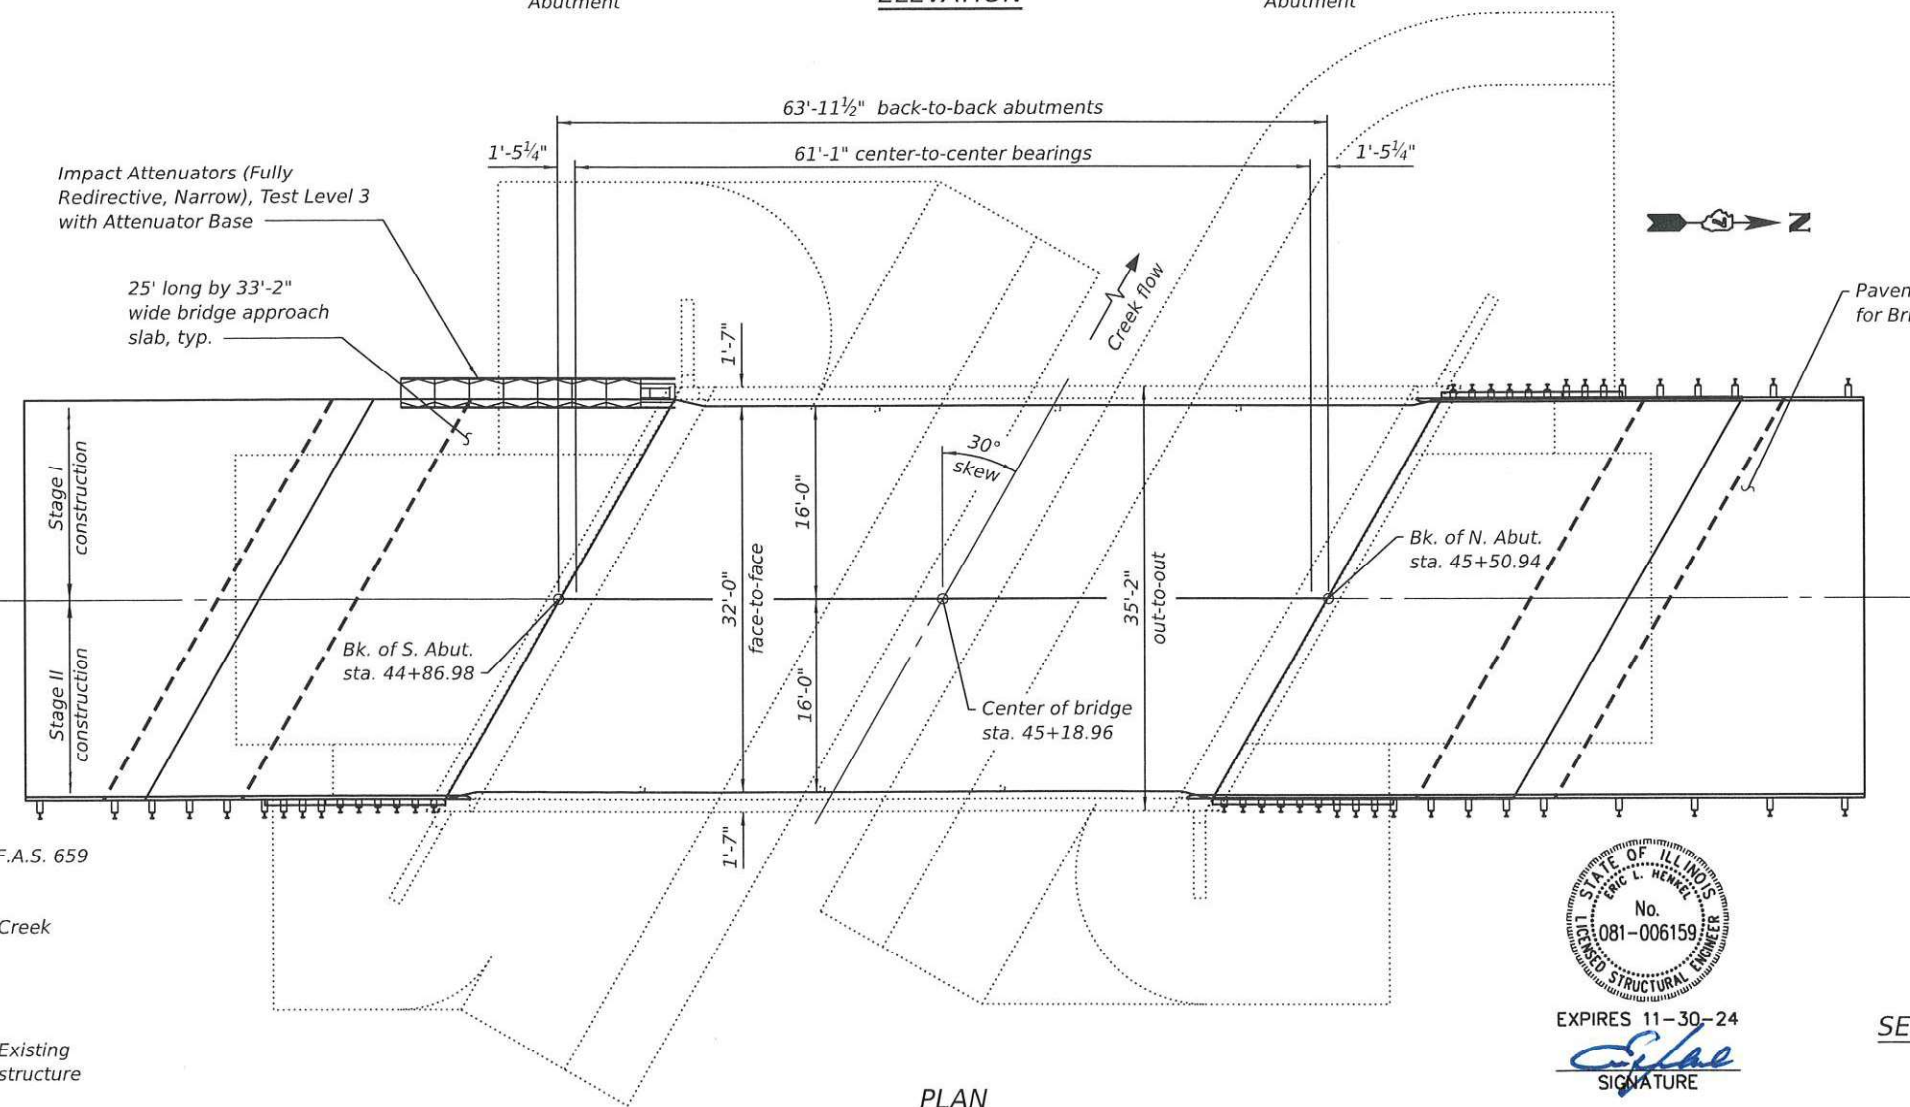 Abutment
ELEVATION
Abutment
63'-11½" back-to-back abutments
1'-5¼"
61'-1" center-to-center bearings
1'-5¼"
Impact Attenuators (Fully
Redirective, Narrow), Test Level 3
with Attenuator Base
25' long by 33'-2"
wide bridge approach
slab, typ.
N
Creek flow
Pavem
for Bri
1'-7"
Stage I
construction
30°
skew
16'-0"
32'-0"
face-to-face
35'-2"
out-to-out
Bk. of N. Abut.
sta. 45+50.94
Bk. of S. Abut.
sta. 44+86.98
Stage II
construction
16'-0"
Center of bridge
sta. 45+18.96
1'-7"
F.A.S. 659
Creek
Existing
structure
STATE OF ILLINOIS
ERIC L. HENKEL
No.
081-006159
LICENSED STRUCTURAL ENGINEER
EXPIRES 11-30-24
SIGNATURE
SE
PLAN